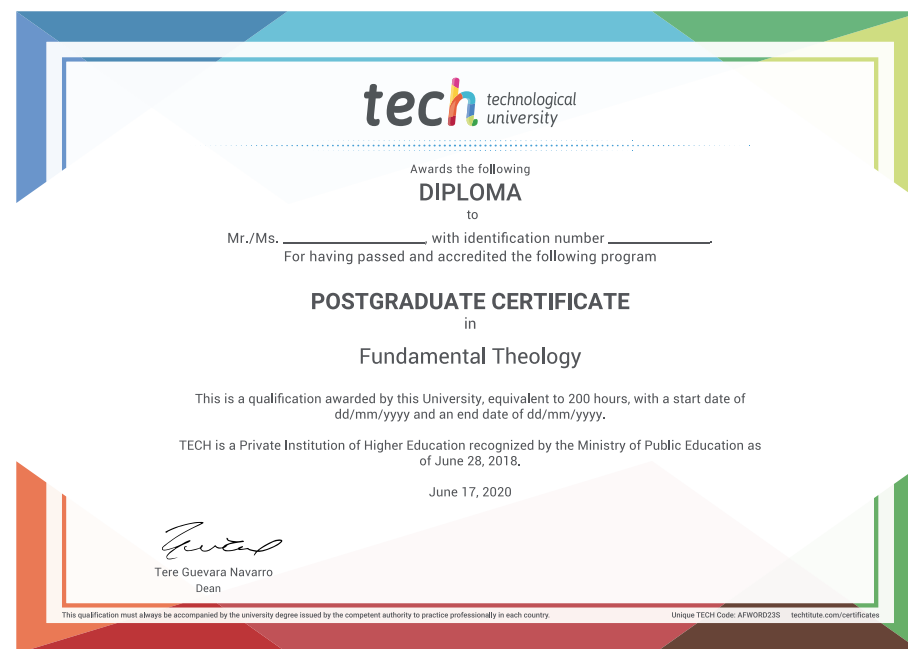 tech technological
university
Awards the following
DIPLOMA
to
Mr./Ms. ______________, with identification number __________.
For having passed and accredited the following program
POSTGRADUATE CERTIFICATE
in
Fundamental Theology
This is a qualification awarded by this University, equivalent to 200 hours, with a start date of
dd/mm/yyyy and an end date of dd/mm/yyyy.
TECH is a Private Institution of Higher Education recognized by the Ministry of Public Education as
of June 28, 2018.
June 17, 2020
Tere Guevara Navarro
Dean
This qualification must always be accompanied by the university degree issued by the competent authority to practice professionally in each country. Unique TECH Code: AFWORD23S techtitute.com/certificates